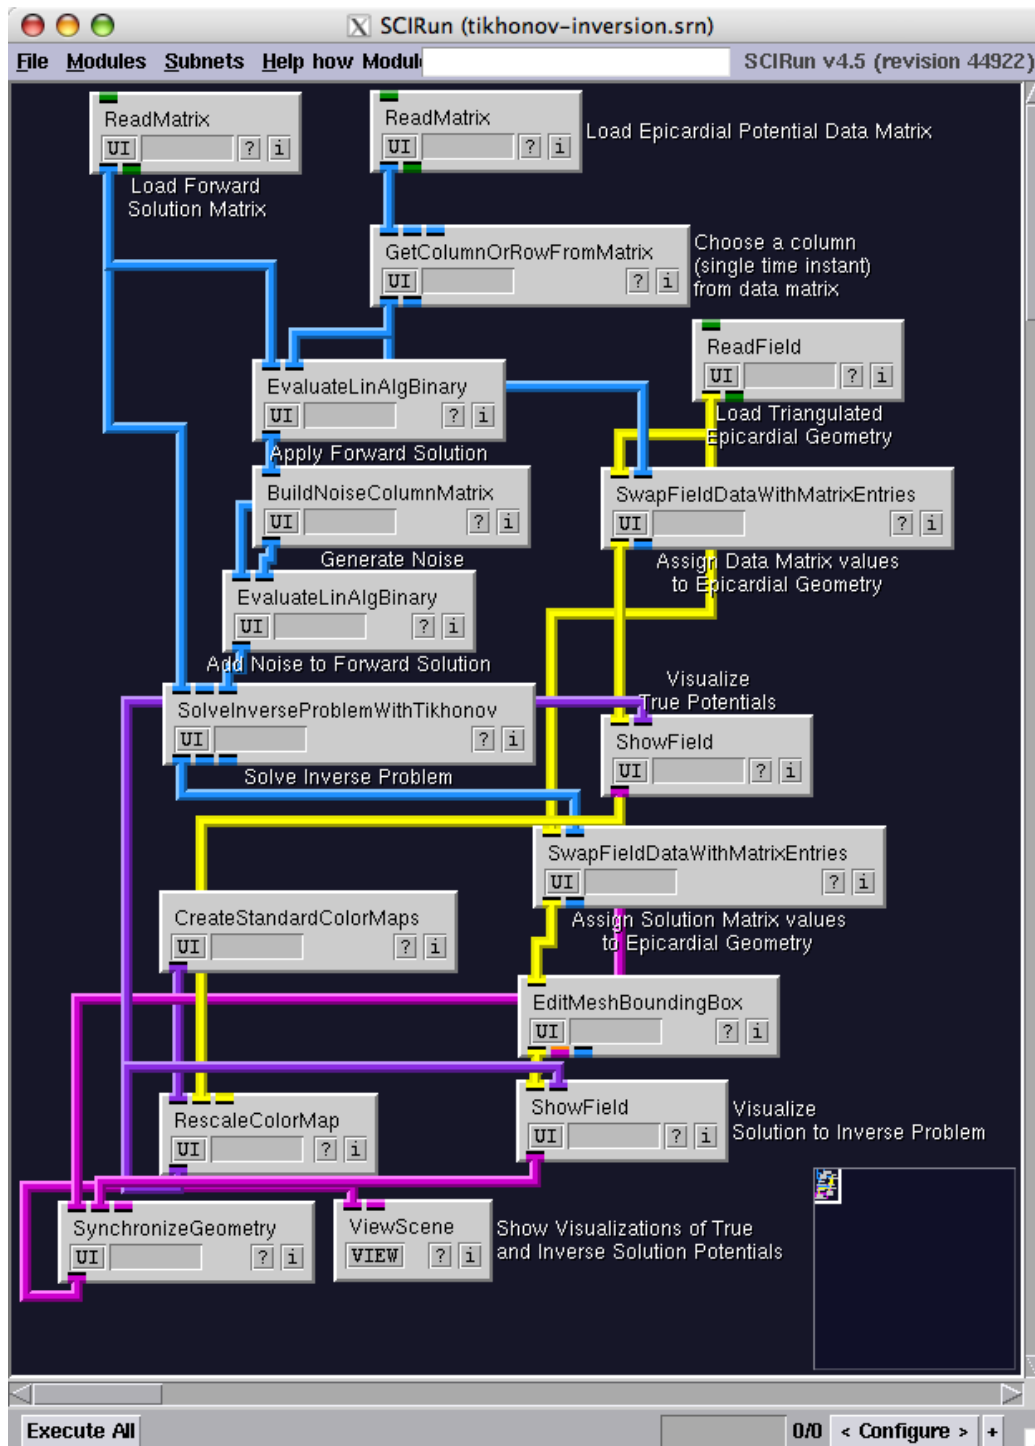 SCIRun (tikhonov-inversion.srn)
File Modules Subnets Help how Modul SCIRun v4.5 (revision 44922)
ReadMatrix
UI ? i
Load Forward
Solution Matrix
ReadMatrix
UI ? i
Load Epicardial Potential Data Matrix
GetColumnOrRowFromMatrix
UI ? i
Choose a column
(single time instant)
from data matrix
ReadField
UI ? i
Load Triangulated
Epicardial Geometry
EvaluateLinAlgBinary
UI ? i
Apply Forward Solution
BuildNoiseColumnMatrix
UI ? i
Generate Noise
SwapFieldDataWithMatrixEntries
UI ? i
Assign Data Matrix values
to Epicardial Geometry
EvaluateLinAlgBinary
UI ? i
Add Noise to Forward Solution
SolveInverseProblemWithTikhonov
UI ? i
Solve Inverse Problem
Visualize
True Potentials
ShowField
UI ? i
SwapFieldDataWithMatrixEntries
UI ? i
Assign Solution Matrix values
to Epicardial Geometry
CreateStandardColorMaps
UI ? i
EditMeshBoundingBox
UI ? i
RescaleColorMap
UI ? i
ShowField
UI ? i
Visualize
Solution to Inverse Problem
SynchronizeGeometry
UI ? i
ViewScene
VIEW ? i
Show Visualizations of True
and Inverse Solution Potentials
Execute All 0/0 < Configure > +